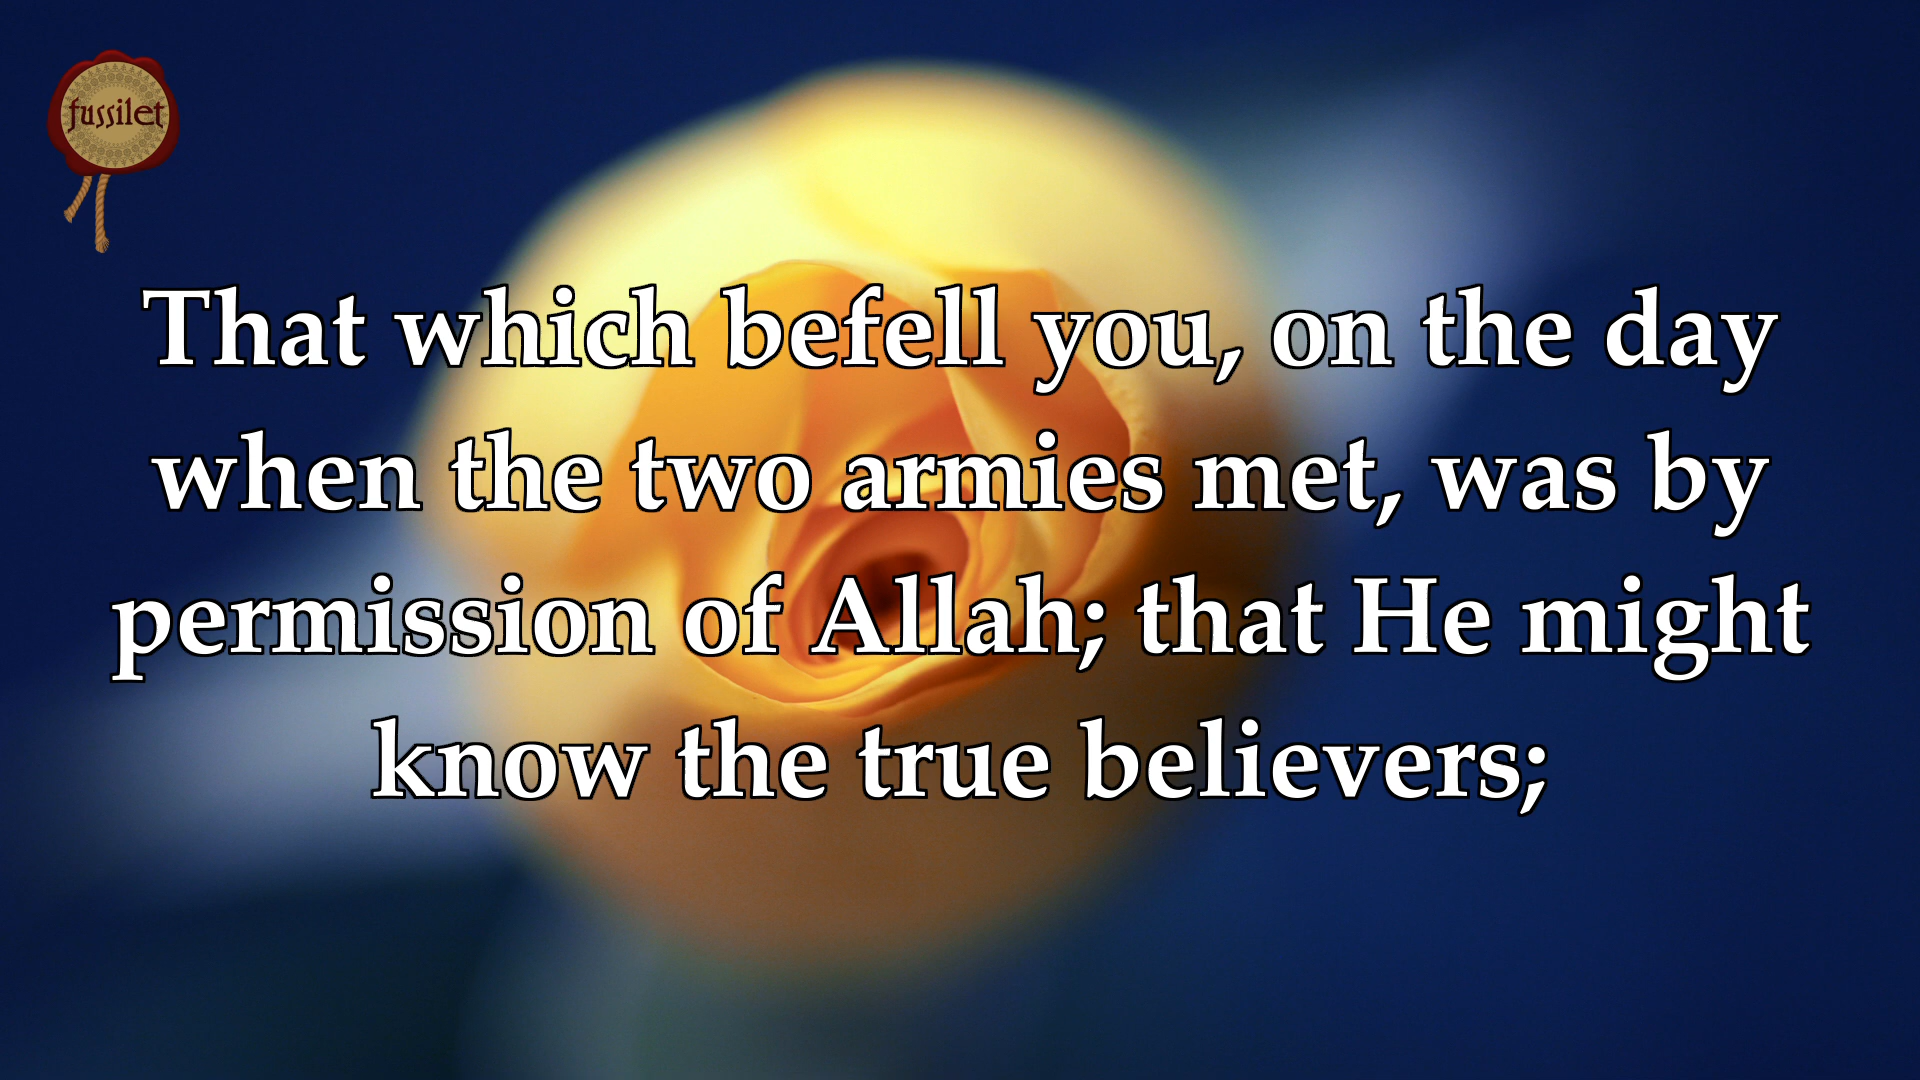 fussilet
That which befell you, on the day
when the two armies met, was by
permission of Allah; that He might
know the true believers;